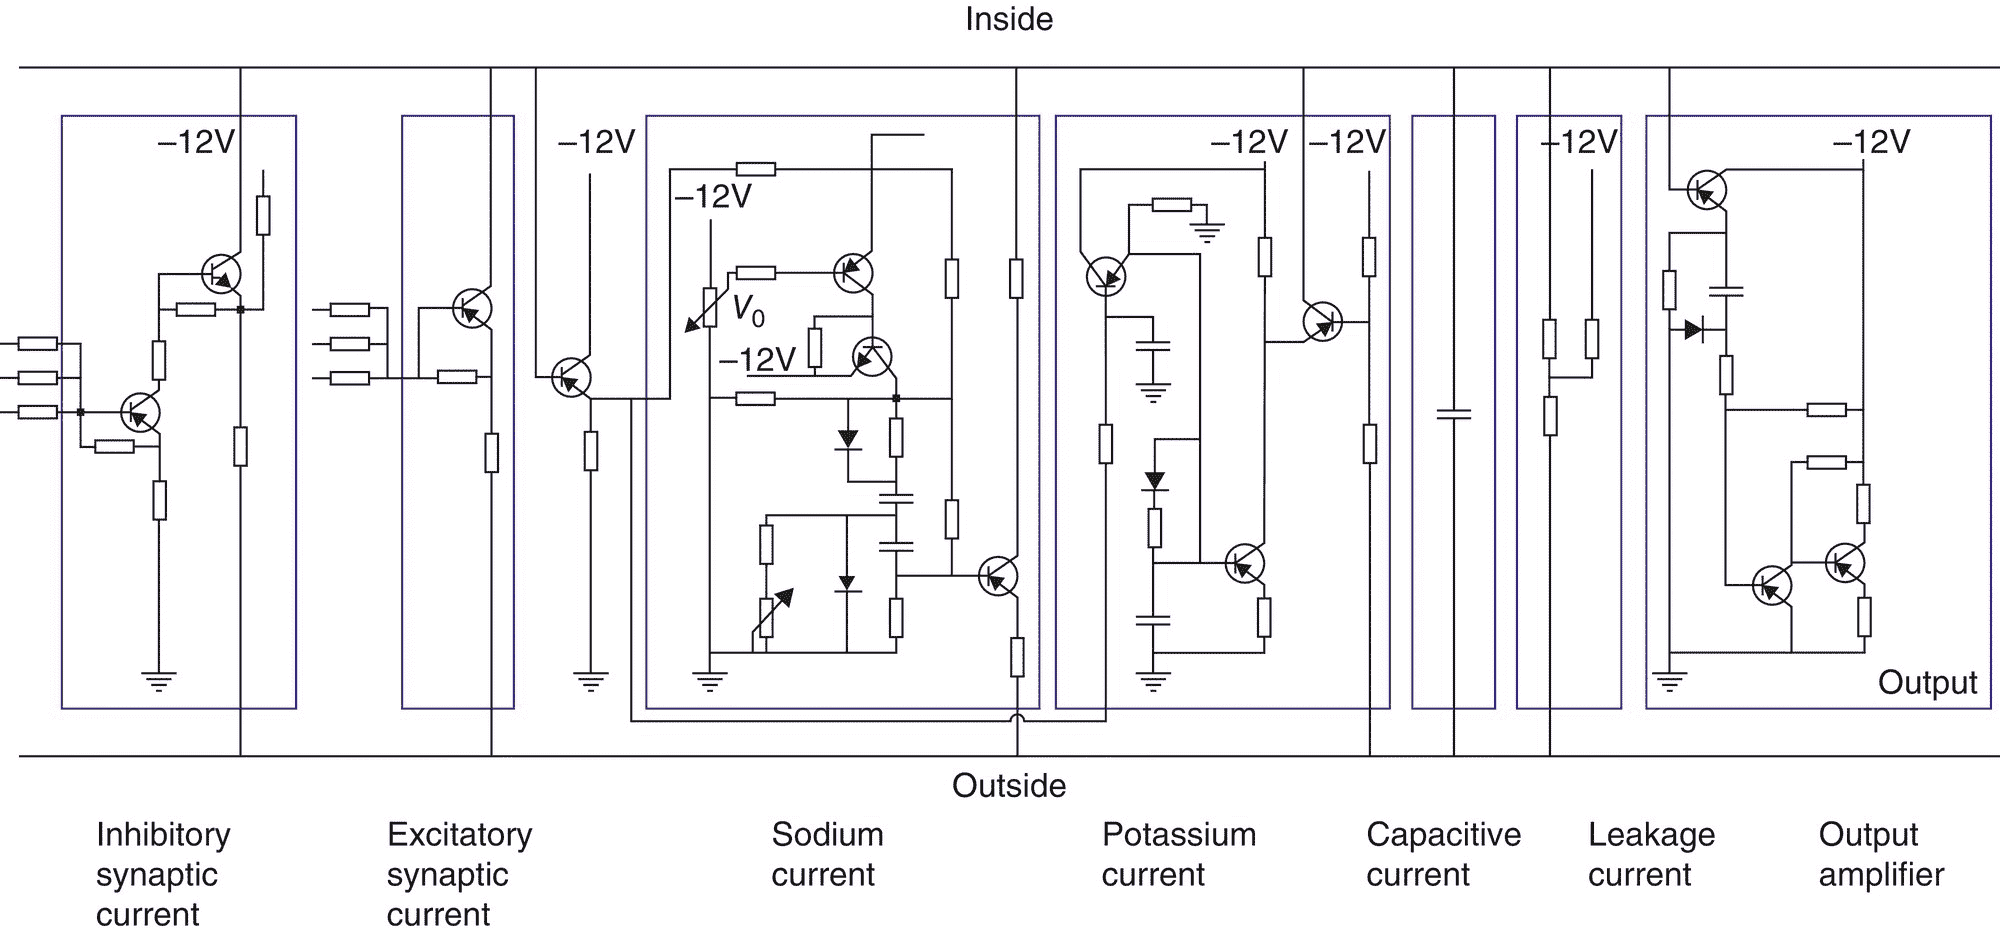 Inside
–12V
–12V
–12V
–12V
–12V
–12V
–12V
V0
–12V
Output
Outside
Inhibitory
synaptic
current
Excitatory
synaptic
current
Sodium
current
Potassium
current
Capacitive
current
Leakage
current
Output
amplifier